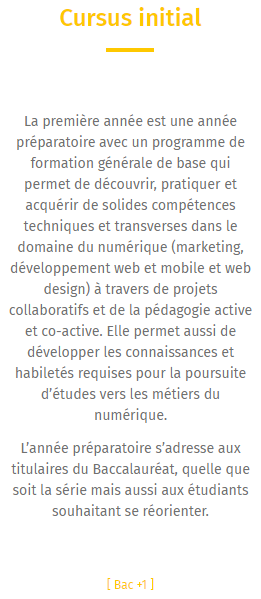 Cursus initial
La première année est une année
préparatoire avec un programme de
formation générale de base qui
permet de découvrir, pratiquer et
acquérir de solides compétences
techniques et transverses dans le
domaine du numérique (marketing,
développement web et mobile et web
design) à travers de projets
collaboratifs et de la pédagogie active
et co-active. Elle permet aussi de
développer les connaissances et
habiletés requises pour la poursuite
d’études vers les métiers du
numérique.
L’année préparatoire s’adresse aux
titulaires du Baccalauréat, quelle que
soit la série mais aussi aux étudiants
souhaitant se réorienter.
[ Bac +1 ]